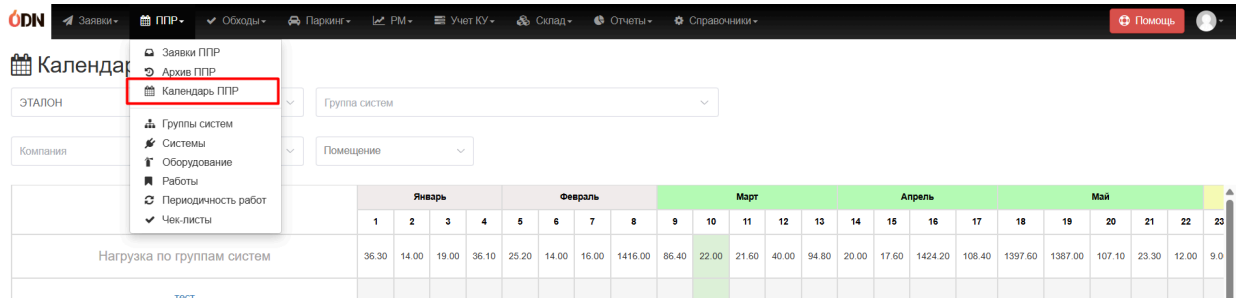 ODN Заявки ППР Обходы Паркинг PM Учет КУ Склад Отчеты Справочники Помощь
Заявки ППР
Календар
Архив ППР
Календарь ППР
ЭТАЛОН Группа систем
Группы систем
Системы
Компания Помещение
Оборудование
Работы
Периодичность работ
Чек-листы
Январь Февраль Март Апрель Май
1 2 3 4 5 6 7 8 9 10 11 12 13 14 15 16 17 18 19 20 21 22 23
Нагрузка по группам систем 36.30 14.00 19.00 36.10 25.20 14.00 16.00 1416.00 86.40 22.00 21.60 40.00 94.80 20.00 17.60 1424.20 108.40 1397.60 1387.00 107.10 23.30 12.00 9.0
тест